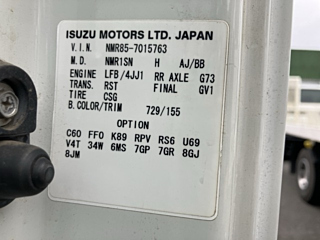 ISUZU MOTORS LTD. JAPAN
V.I.N. NMR85-7015763
M.D. NMR1SN H AJ/BB
ENGINE LFB/4JJ1 RR AXLE G73
TRANS. RST FINAL GV1
TIRE CSG
B.COLOR/TRIM 729/155
OPTION
C60 FFO K89 RPV RS6 U69
V4T 34W 6MS 7GP 7GR 8GJ
8JM